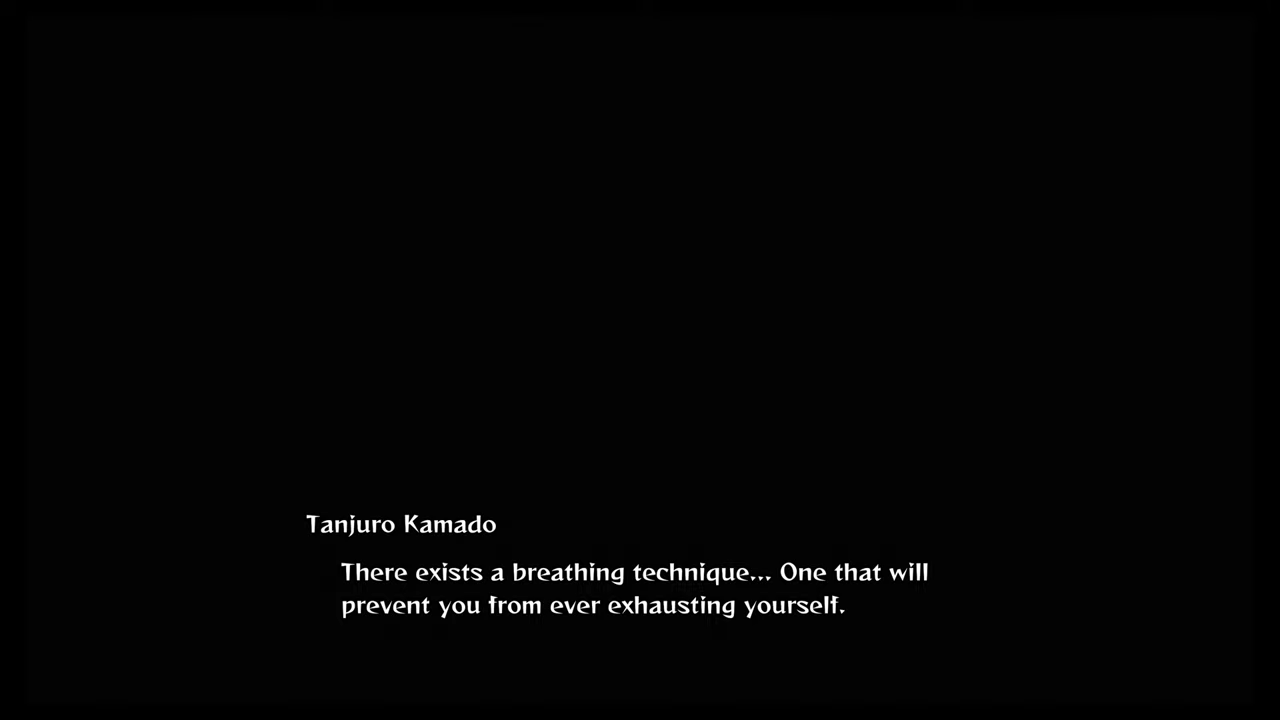 Tanjuro Kamado
There exists a breathing technique... One that will
prevent you from ever exhausting yourself.